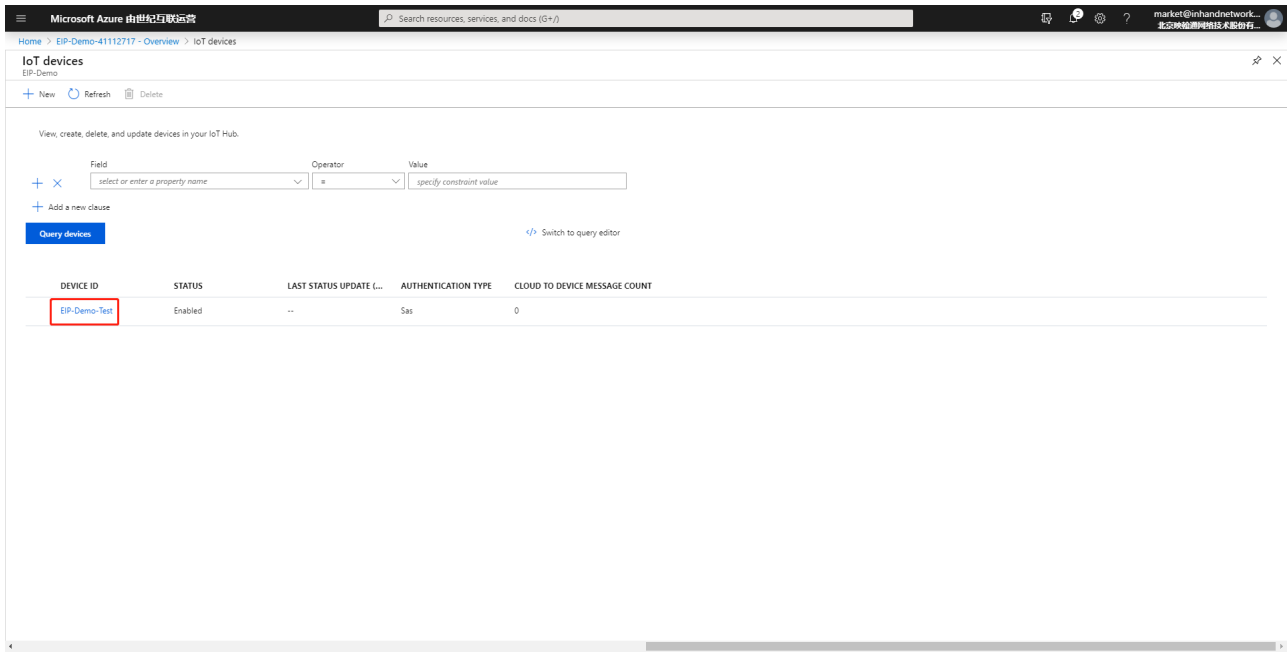 Microsoft Azure 由世纪互联运营
Search resources, services, and docs (G+/)
2
?
market@inhandnetwork...
北京映翰通网络技术股份有...
Home > EIP-Demo-41112717 - Overview > IoT devices
IoT devices
EIP-Demo
New Refresh Delete
View, create, delete, and update devices in your IoT Hub.
Field Operator Value
select or enter a property name = specify constraint value
Add a new clause
Query devices </> Switch to query editor
DEVICE ID STATUS LAST STATUS UPDATE (... AUTHENTICATION TYPE CLOUD TO DEVICE MESSAGE COUNT
EIP-Demo-Test Enabled -- Sas 0